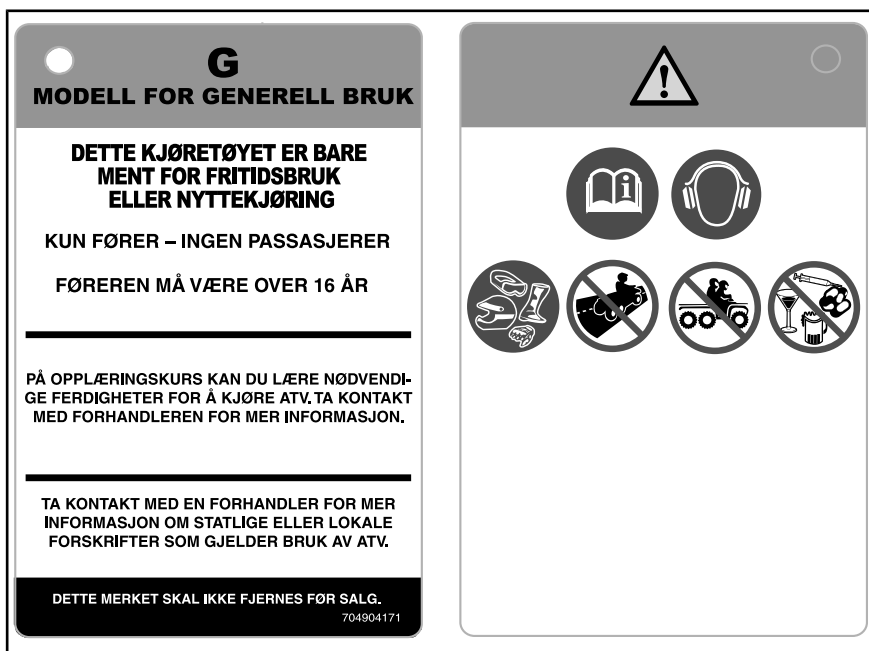 G
MODELL FOR GENERELL BRUK
DETTE KJØRETØYET ER BARE
MENT FOR FRITIDSBRUK
ELLER NYTTEKJØRING
KUN FØRER – INGEN PASSASJERER
FØREREN MÅ VÆRE OVER 16 ÅR
PÅ OPPLÆRINGSKURS KAN DU LÆRE NØDVENDI-
GE FERDIGHETER FOR Å KJØRE ATV. TA KONTAKT
MED FORHANDLEREN FOR MER INFORMASJON.
TA KONTAKT MED EN FORHANDLER FOR MER
INFORMASJON OM STATLIGE ELLER LOKALE
FORSKRIFTER SOM GJELDER BRUK AV ATV.
DETTE MERKET SKAL IKKE FJERNES FØR SALG.
704904171